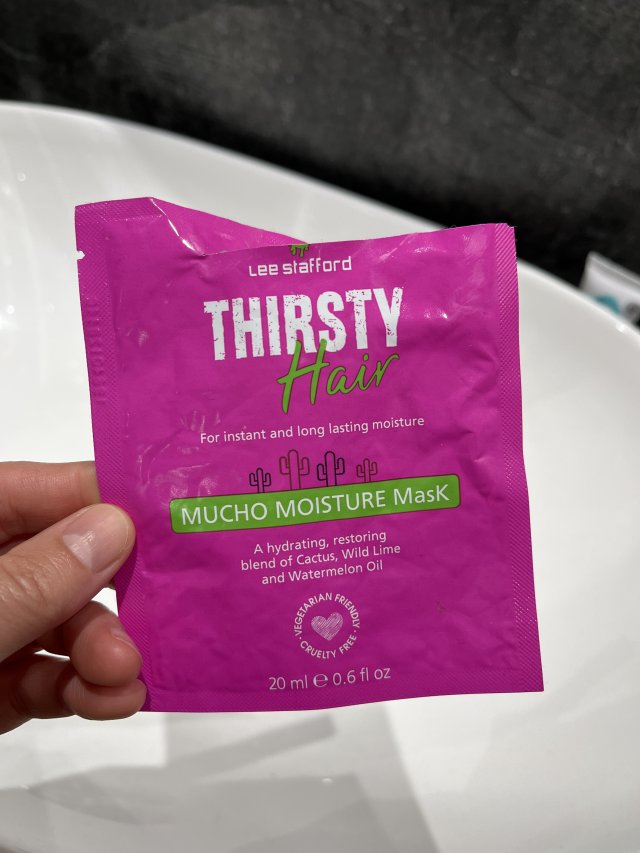 Lee Stafford
THIRSTY
Hair
For instant and long lasting moisture
MUCHO MOISTURE MasK
A hydrating, restoring
blend of Cactus, Wild Lime
and Watermelon Oil
VEGETARIAN FRIENDLY
CRUELTY FREE
20 ml ℮ 0.6 fl oz